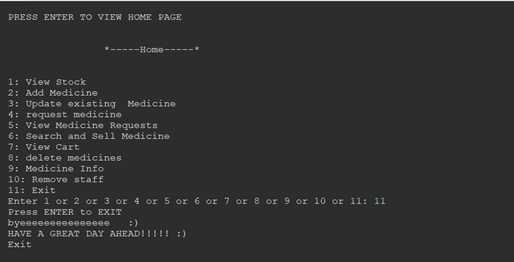 PRESS ENTER TO VIEW HOME PAGE
*-----Home-----*
1: View Stock
2: Add Medicine
3: Update existing  Medicine
4: request medicine
5: View Medicine Requests
6: Search and Sell Medicine
7: View Cart
8: delete medicines
9: Medicine Info
10: Remove staff
11: Exit
Enter 1 or 2 or 3 or 4 or 5 or 6 or 7 or 8 or 9 or 10 or 11: 11
Press ENTER to EXIT
byeeeeeeeeeeeeeee   :)
HAVE A GREAT DAY AHEAD!!!!! :)
Exit